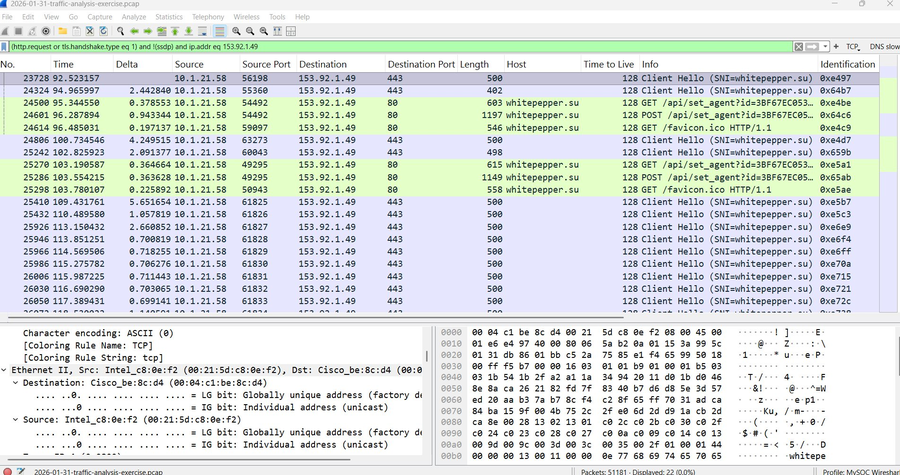 2026-01-31-traffic-analysis-exercise.pcap
File Edit View Go Capture Analyze Statistics Telephony Wireless Tools Help
(http.request or tls.handshake.type eq 1) and !(ssdp) and ip.addr eq 153.92.1.49 TCP DNS slow
No. Time Delta Source Source Port Destination Destination Port Length Host Time to Live Info Identification
23728 92.523157 10.1.21.58 56198 153.92.1.49 443 500 128 Client Hello (SNI=whitepepper.su) 0xe497
24324 94.965997 2.442840 10.1.21.58 55360 153.92.1.49 443 402 128 Client Hello (SNI=whitepepper.su) 0x64b7
24500 95.344550 0.378553 10.1.21.58 54492 153.92.1.49 80 603 whitepepper.su 128 GET /api/set_agent?id=3BF67EC053… 0xe4be
24601 96.287894 0.943344 10.1.21.58 54492 153.92.1.49 80 1197 whitepepper.su 128 POST /api/set_agent?id=3BF67EC0… 0x64c6
24614 96.485031 0.197137 10.1.21.58 59097 153.92.1.49 80 546 whitepepper.su 128 GET /favicon.ico HTTP/1.1 0xe4c9
24806 100.734546 4.249515 10.1.21.58 63273 153.92.1.49 443 500 128 Client Hello (SNI=whitepepper.su) 0xe4d7
25242 102.825923 2.091377 10.1.21.58 60043 153.92.1.49 443 498 128 Client Hello (SNI=whitepepper.su) 0x659b
25270 103.190587 0.364664 10.1.21.58 49295 153.92.1.49 80 615 whitepepper.su 128 GET /api/set_agent?id=3BF67EC053… 0xe5a1
25286 103.554215 0.363628 10.1.21.58 49295 153.92.1.49 80 1149 whitepepper.su 128 POST /api/set_agent?id=3BF67EC0… 0x65ab
25298 103.780107 0.225892 10.1.21.58 50943 153.92.1.49 80 558 whitepepper.su 128 GET /favicon.ico HTTP/1.1 0xe5ae
25410 109.431761 5.651654 10.1.21.58 61825 153.92.1.49 443 500 128 Client Hello (SNI=whitepepper.su) 0xe5b7
25432 110.489580 1.057819 10.1.21.58 61826 153.92.1.49 443 500 128 Client Hello (SNI=whitepepper.su) 0xe5c3
25896 113.150432 2.660852 10.1.21.58 61827 153.92.1.49 443 500 128 Client Hello (SNI=whitepepper.su) 0xe6e9
25924 113.851251 0.700819 10.1.21.58 61828 153.92.1.49 443 500 128 Client Hello (SNI=whitepepper.su) 0xe6f4
25956 114.569506 0.718255 10.1.21.58 61829 153.92.1.49 443 500 128 Client Hello (SNI=whitepepper.su) 0xe6ff
25986 115.275782 0.706276 10.1.21.58 61830 153.92.1.49 443 500 128 Client Hello (SNI=whitepepper.su) 0xe70a
26006 115.987225 0.711443 10.1.21.58 61831 153.92.1.49 443 500 128 Client Hello (SNI=whitepepper.su) 0xe715
26030 116.690290 0.703065 10.1.21.58 61832 153.92.1.49 443 500 128 Client Hello (SNI=whitepepper.su) 0xe721
26050 117.389431 0.699141 10.1.21.58 61833 153.92.1.49 443 500 128 Client Hello (SNI=whitepepper.su) 0xe72c
Character encoding: ASCII (0)
[Coloring Rule Name: TCP]
[Coloring Rule String: tcp]
Ethernet II, Src: Intel_c8:0e:f2 (00:21:5d:c8:0e:f2), Dst: Cisco_be:8c:d4 (00:0
Destination: Cisco_be:8c:d4 (00:04:c1:be:8c:d4)
.... ..0. .... .... .... .... = LG bit: Globally unique address (factory de
.... ...0 .... .... .... .... = IG bit: Individual address (unicast)
Source: Intel_c8:0e:f2 (00:21:5d:c8:0e:f2)
.... ..0. .... .... .... .... = LG bit: Globally unique address (factory de
.... ...0 .... .... .... .... = IG bit: Individual address (unicast)
0000 00 04 c1 be 8c d4 00 21 5d c8 0e f2 08 00 45 00
0010 01 e6 e4 97 40 00 80 06 5a b2 0a 01 15 3a 99 5c
0020 01 31 db 86 01 bb c5 2a 75 85 e1 f4 65 99 50 18
0030 00 ff f5 b7 00 00 16 03 01 01 b9 01 00 01 b5 03
0040 03 1b 54 1b 2f a2 a1 1a 34 94 20 11 d0 1b d0 46
0050 8e 8a ca 26 21 82 fd 7f 83 40 b7 d6 d8 5e 3d 57
0060 ed 20 aa b3 7a b7 8c f4 c2 8f 65 ff 70 31 ad ca
0070 84 ba 15 9f 00 4b 75 2c 2f e0 6d 2d d9 1a cb 2d
0080 ca 8e 00 28 13 02 13 01 c0 2c c0 2b c0 30 c0 2f
0090 c0 24 c0 23 c0 28 c0 27 c0 0a c0 09 c0 14 c0 13
00a0 00 9d 00 9c 00 3d 00 3c 00 35 00 2f 01 00 01 44
00b0 00 00 00 13 00 11 00 00 0e 77 68 69 74 65 70 65
2026-01-31-traffic-analysis-exercise.pcap
Packets: 51181 · Displayed: 22 (0.0%)
Profile: MySOC Wireshar